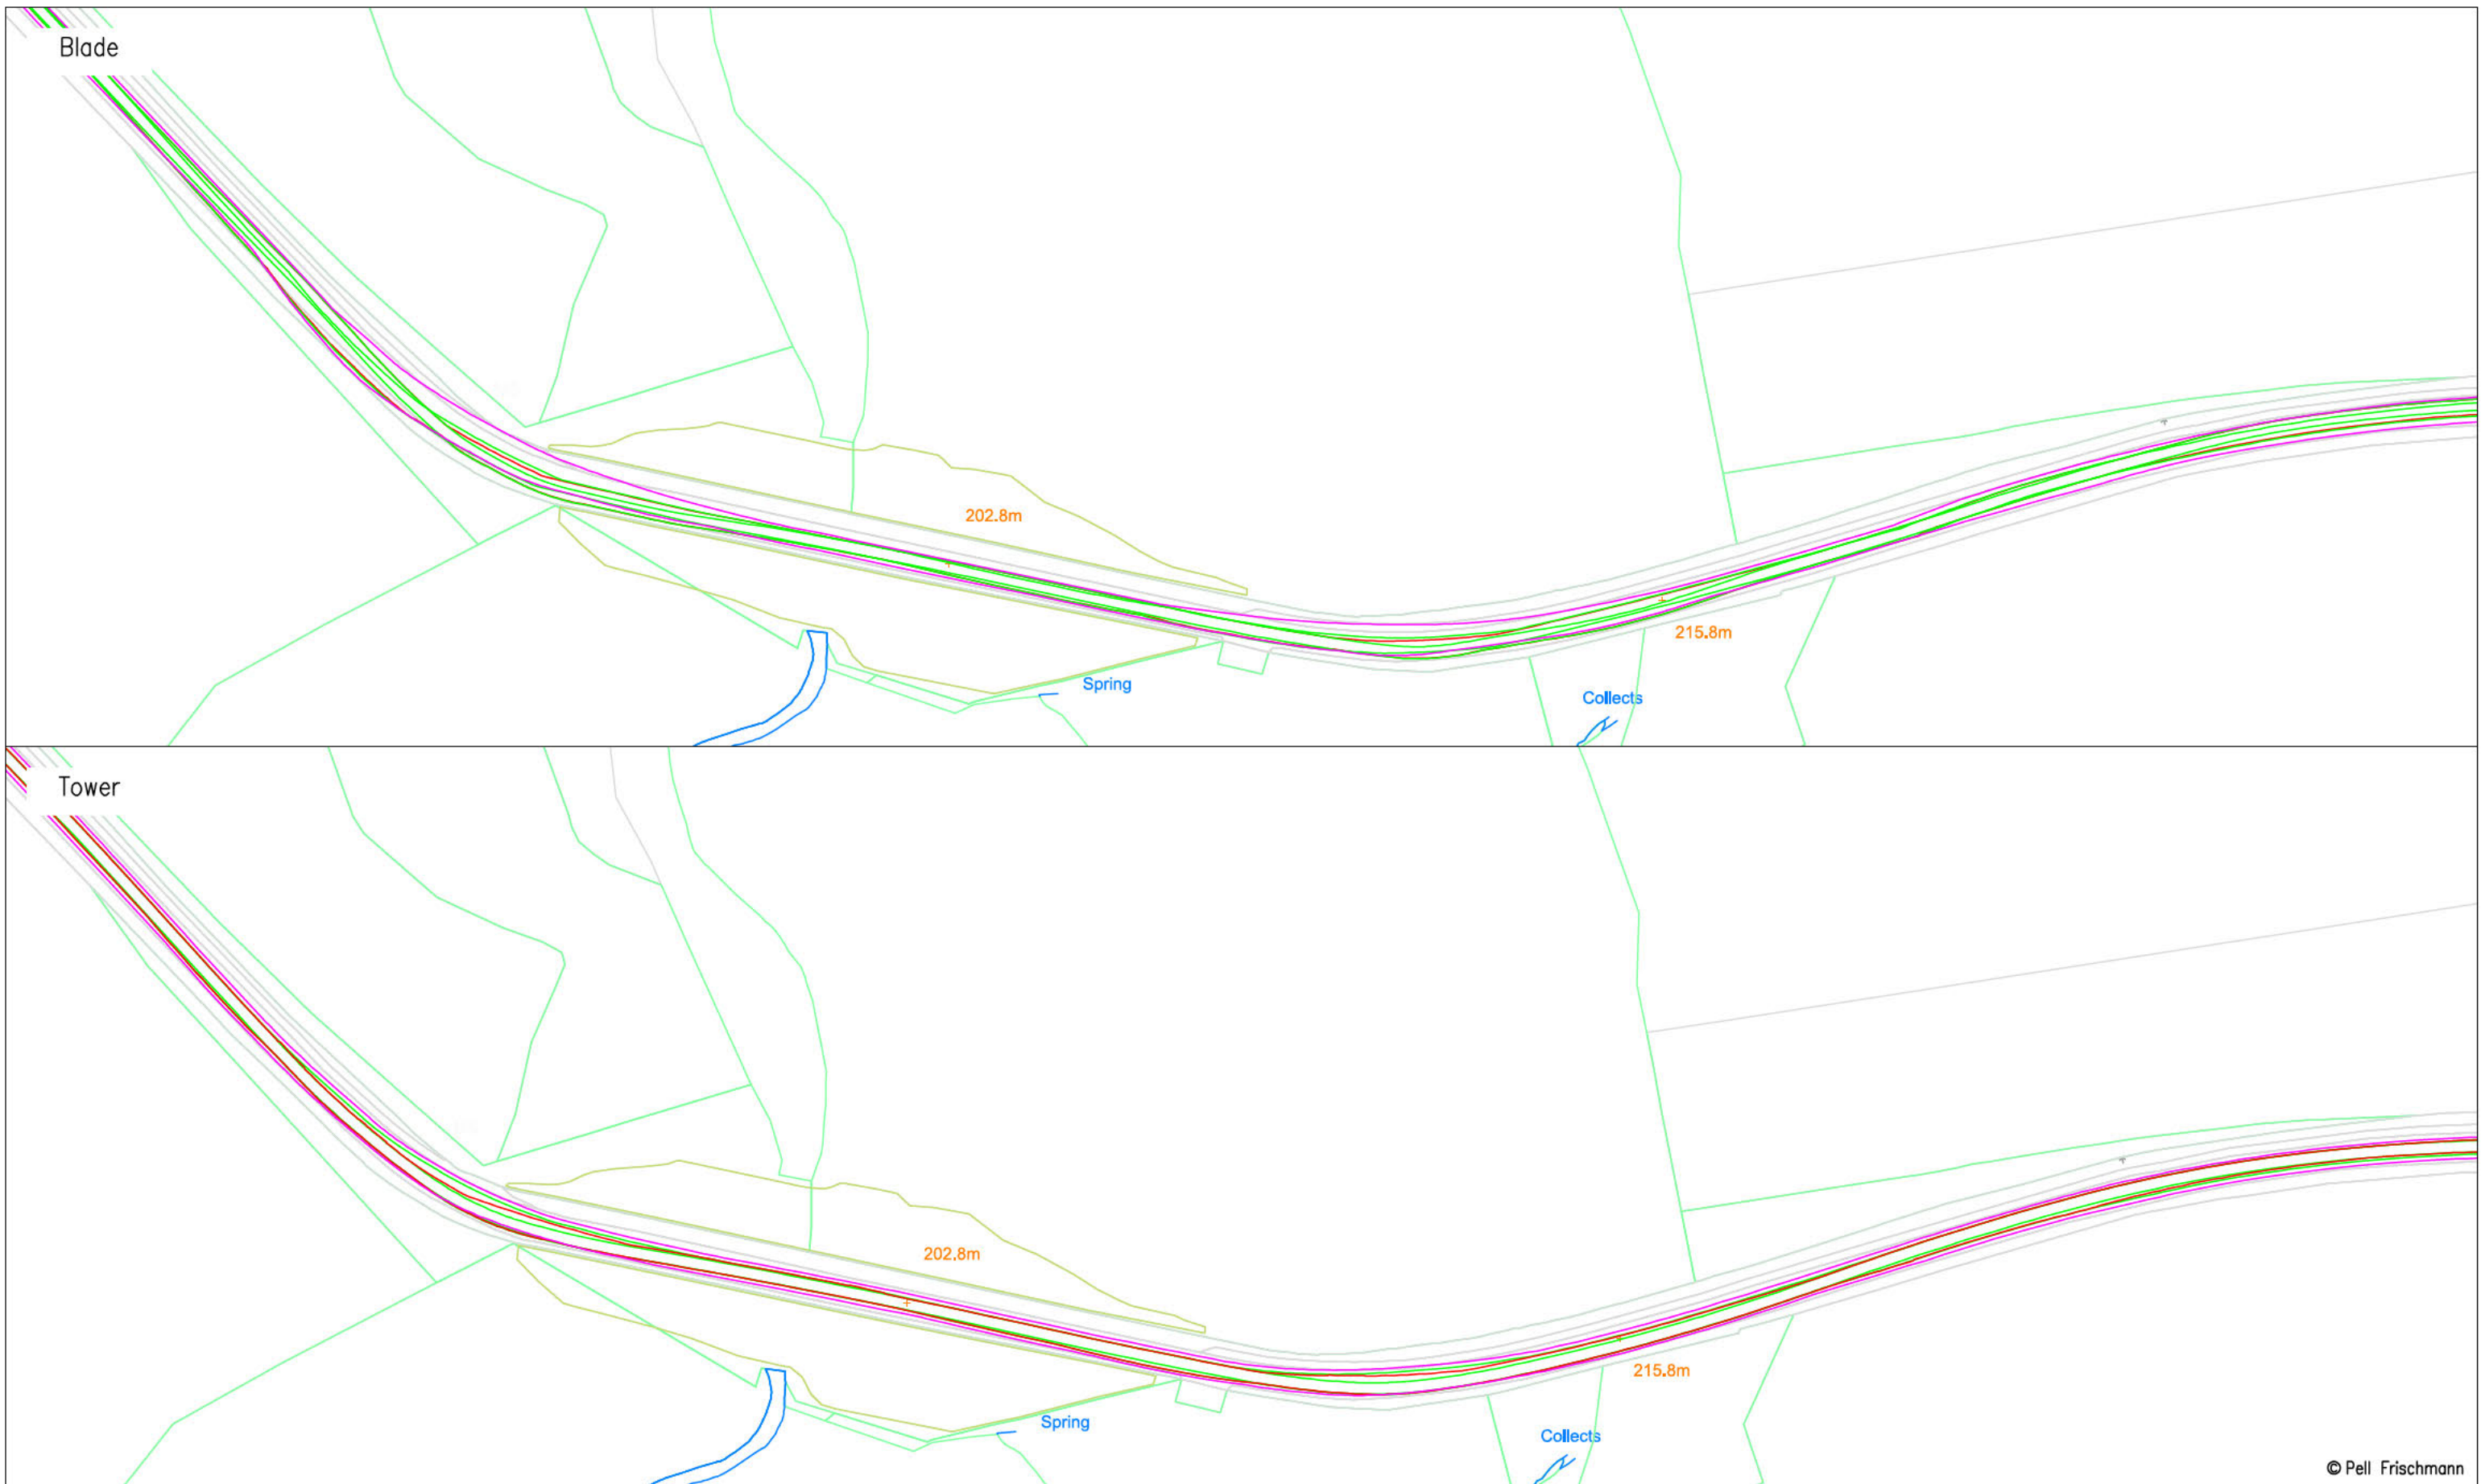 Blade
202.8m
215.8m
Spring
Collects
Tower
202.8m
215.8m
Spring
Collects
© Pell Frischmann